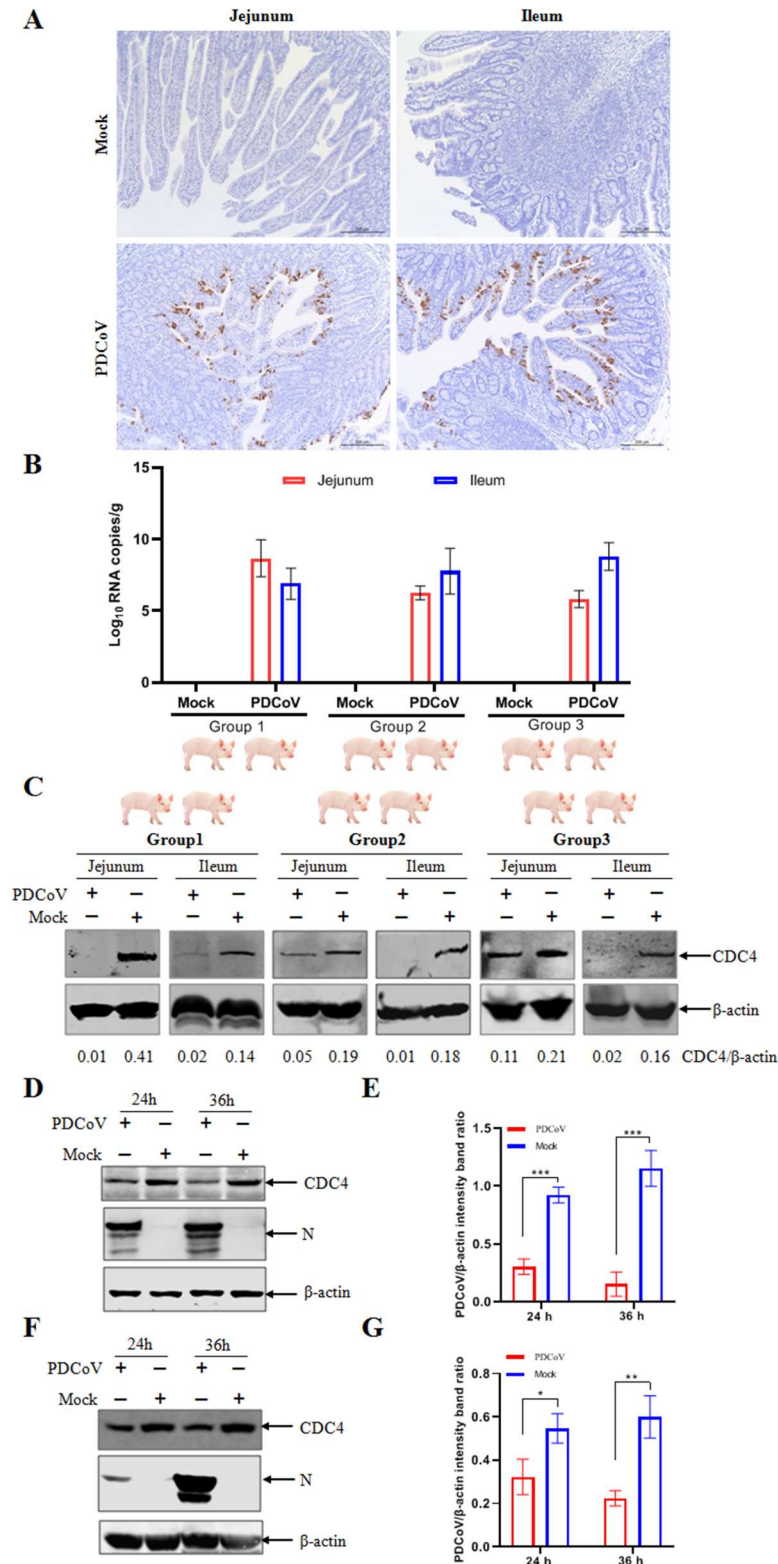 A
Jejunum Ileum
Mock
PDCoV
B
Log10 RNA copies/g
15
10
5
0
Jejunum Ileum
Mock PDCoV Mock PDCoV Mock PDCoV
Group 1 Group 2 Group 3
C
Group1 Group2 Group3
Jejunum Ileum Jejunum Ileum Jejunum Ileum
PDCoV + − + − + − + − + − + −
Mock − + − + − + − + − + − +
CDC4
β-actin
0.01 0.41 0.02 0.14 0.05 0.19 0.01 0.18 0.11 0.21 0.02 0.16 CDC4/β-actin
D
24h 36h
PDCoV + − + −
Mock − + − +
CDC4
N
β-actin
E
PDCoV/β-actin intensity band ratio
1.5
1.0
0.5
0.0
PDCoV
Mock
*** ***
24 h 36 h
F
24h 36h
PDCoV + − + −
Mock − + − +
CDC4
N
β-actin
G
PDCoV/β-actin intensity band ratio
0.8
0.6
0.4
0.2
0.0
PDCoV
Mock
* **
24 h 36 h